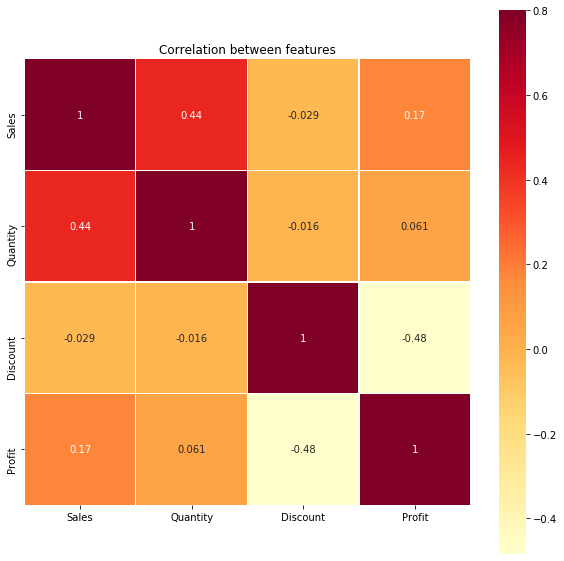 Correlation between features
Sales
1
0.44
-0.029
0.17
Quantity
0.44
1
-0.016
0.061
Discount
-0.029
-0.016
1
-0.48
Profit
0.17
0.061
-0.48
1
Sales
Quantity
Discount
Profit
0.8
0.6
0.4
0.2
0.0
−0.2
−0.4